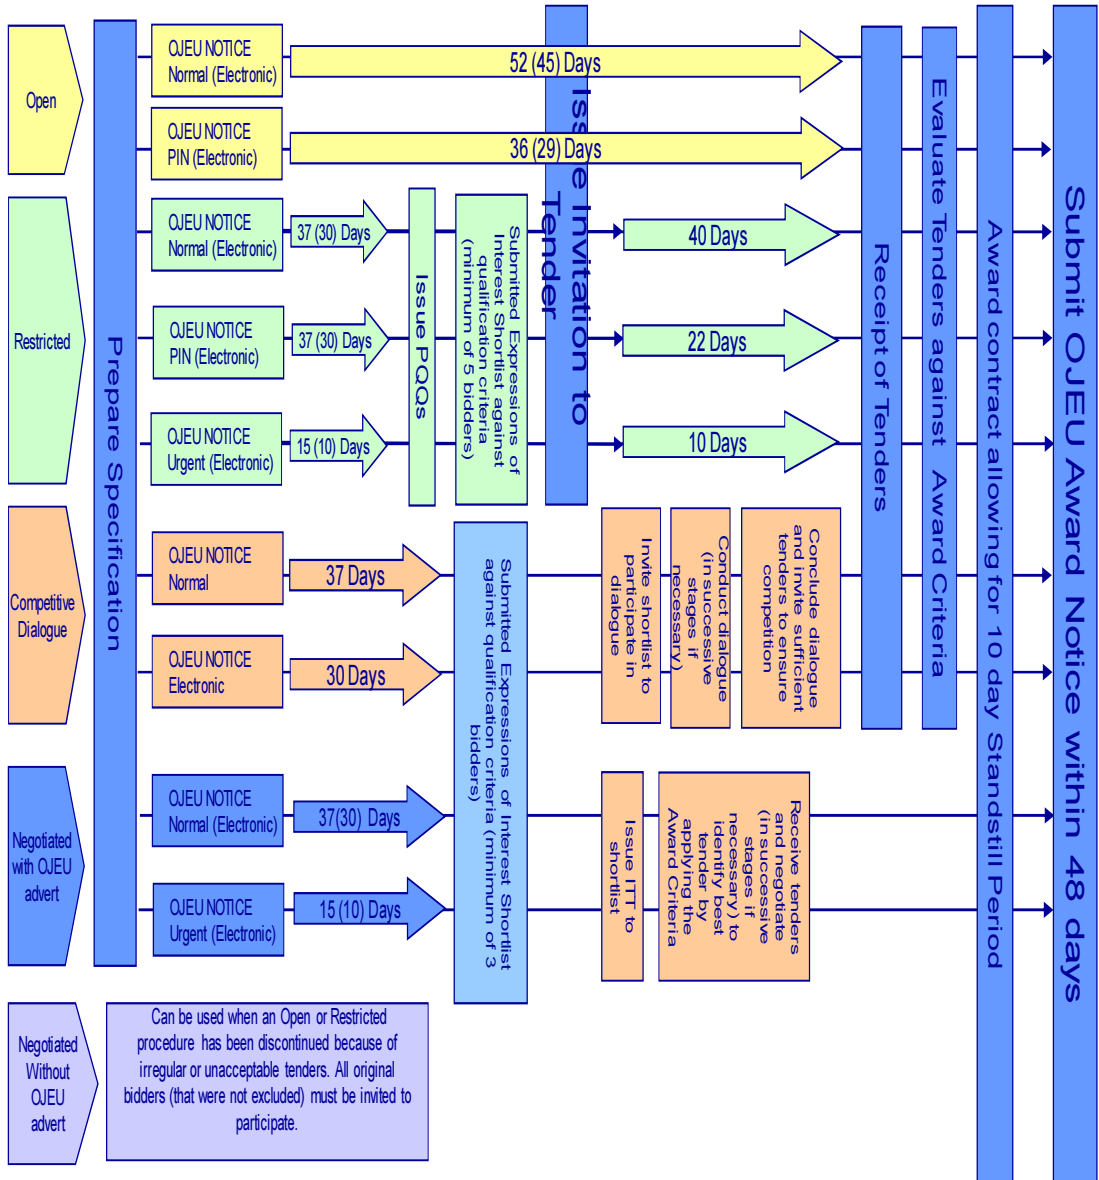 Open
Restricted
Competitive
Dialogue
Negotiated
with OJEU
advert
Negotiated
Without
OJEU
advert
Prepare Specification
OJEU NOTICE
Normal (Electronic)
52 (45) Days
OJEU NOTICE
PIN (Electronic)
36 (29) Days
OJEU NOTICE
Normal (Electronic)
37 (30) Days
40 Days
OJEU NOTICE
PIN (Electronic)
37 (30) Days
22 Days
OJEU NOTICE
Urgent (Electronic)
15 (10) Days
10 Days
OJEU NOTICE
Normal
37 Days
OJEU NOTICE
Electronic
30 Days
OJEU NOTICE
Normal (Electronic)
37(30) Days
OJEU NOTICE
Urgent (Electronic)
15 (10) Days
Can be used when an Open or Restricted
procedure has been discontinued because of
irregular or unacceptable tenders. All original
bidders (that were not excluded) must be invited to
participate.
Issue PQQs
Submitted Expressions of
Interest Shortlist against
qualification criteria
(minimum of 5 bidders)
Submitted Expressions of Interest Shortlist
against qualification criteria (minimum of 3
bidders)
Issue Invitation to
Tender
Invite shortlist to
participate in
dialogue
Conduct dialogue
(in successive
stages if
necessary)
Conclude dialogue
and invite sufficient
tenders to ensure
competition
Issue ITT to
shortlist
Receive tenders
and negotiate
(in successive
stages if
necessary) to
identify best
tender by
applying the
Award Criteria
Receipt of Tenders
Evaluate Tenders against Award Criteria
Award contract allowing for 10 day Standstill Period
Submit OJEU Award Notice within 48 days